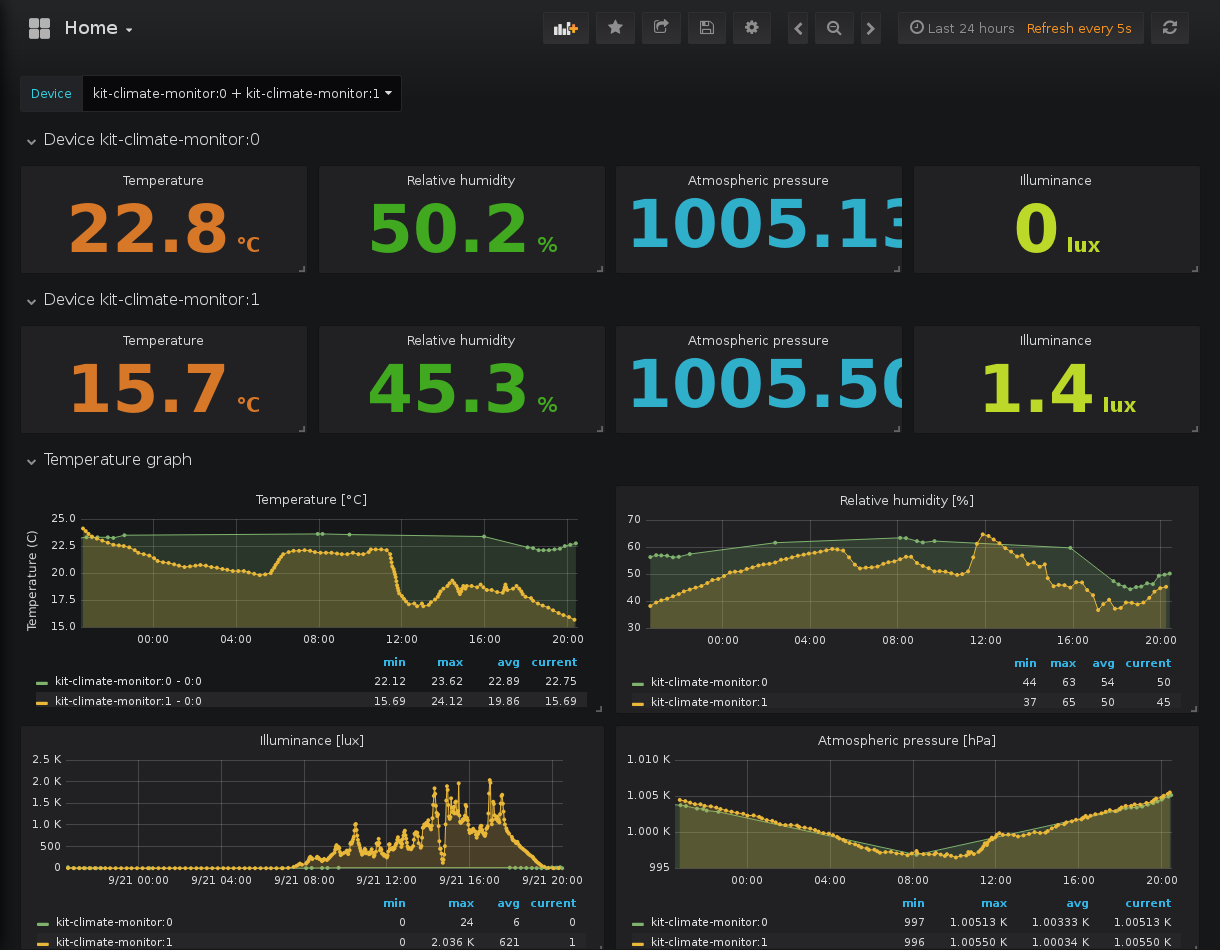 Home
Last 24 hours Refresh every 5s
Device kit-climate-monitor:0 + kit-climate-monitor:1
Device kit-climate-monitor:0
Temperature Relative humidity Atmospheric pressure Illuminance
22.8 °C 50.2 % 1005.13 0 lux
Device kit-climate-monitor:1
Temperature Relative humidity Atmospheric pressure Illuminance
15.7 °C 45.3 % 1005.50 1.4 lux
Temperature graph
Temperature [°C]
Temperature (C)
25.0
22.5
20.0
17.5
15.0
00:00 04:00 08:00 12:00 16:00 20:00
min max avg current
kit-climate-monitor:0 - 0:0 22.12 23.62 22.89 22.75
kit-climate-monitor:1 - 0:0 15.69 24.12 19.86 15.69
Relative humidity [%]
70
60
50
40
30
00:00 04:00 08:00 12:00 16:00 20:00
min max avg current
kit-climate-monitor:0 44 63 54 50
kit-climate-monitor:1 37 65 50 45
Illuminance [lux]
2.5 K
2.0 K
1.5 K
1.0 K
500
0
9/21 00:00 9/21 04:00 9/21 08:00 9/21 12:00 9/21 16:00 9/21 20:00
min max avg current
kit-climate-monitor:0 0 24 6 0
kit-climate-monitor:1 0 2.036 K 621 1
Atmospheric pressure [hPa]
1.010 K
1.005 K
1.000 K
995
00:00 04:00 08:00 12:00 16:00 20:00
min max avg current
kit-climate-monitor:0 997 1.00513 K 1.00333 K 1.00513 K
kit-climate-monitor:1 996 1.00550 K 1.00034 K 1.00550 K